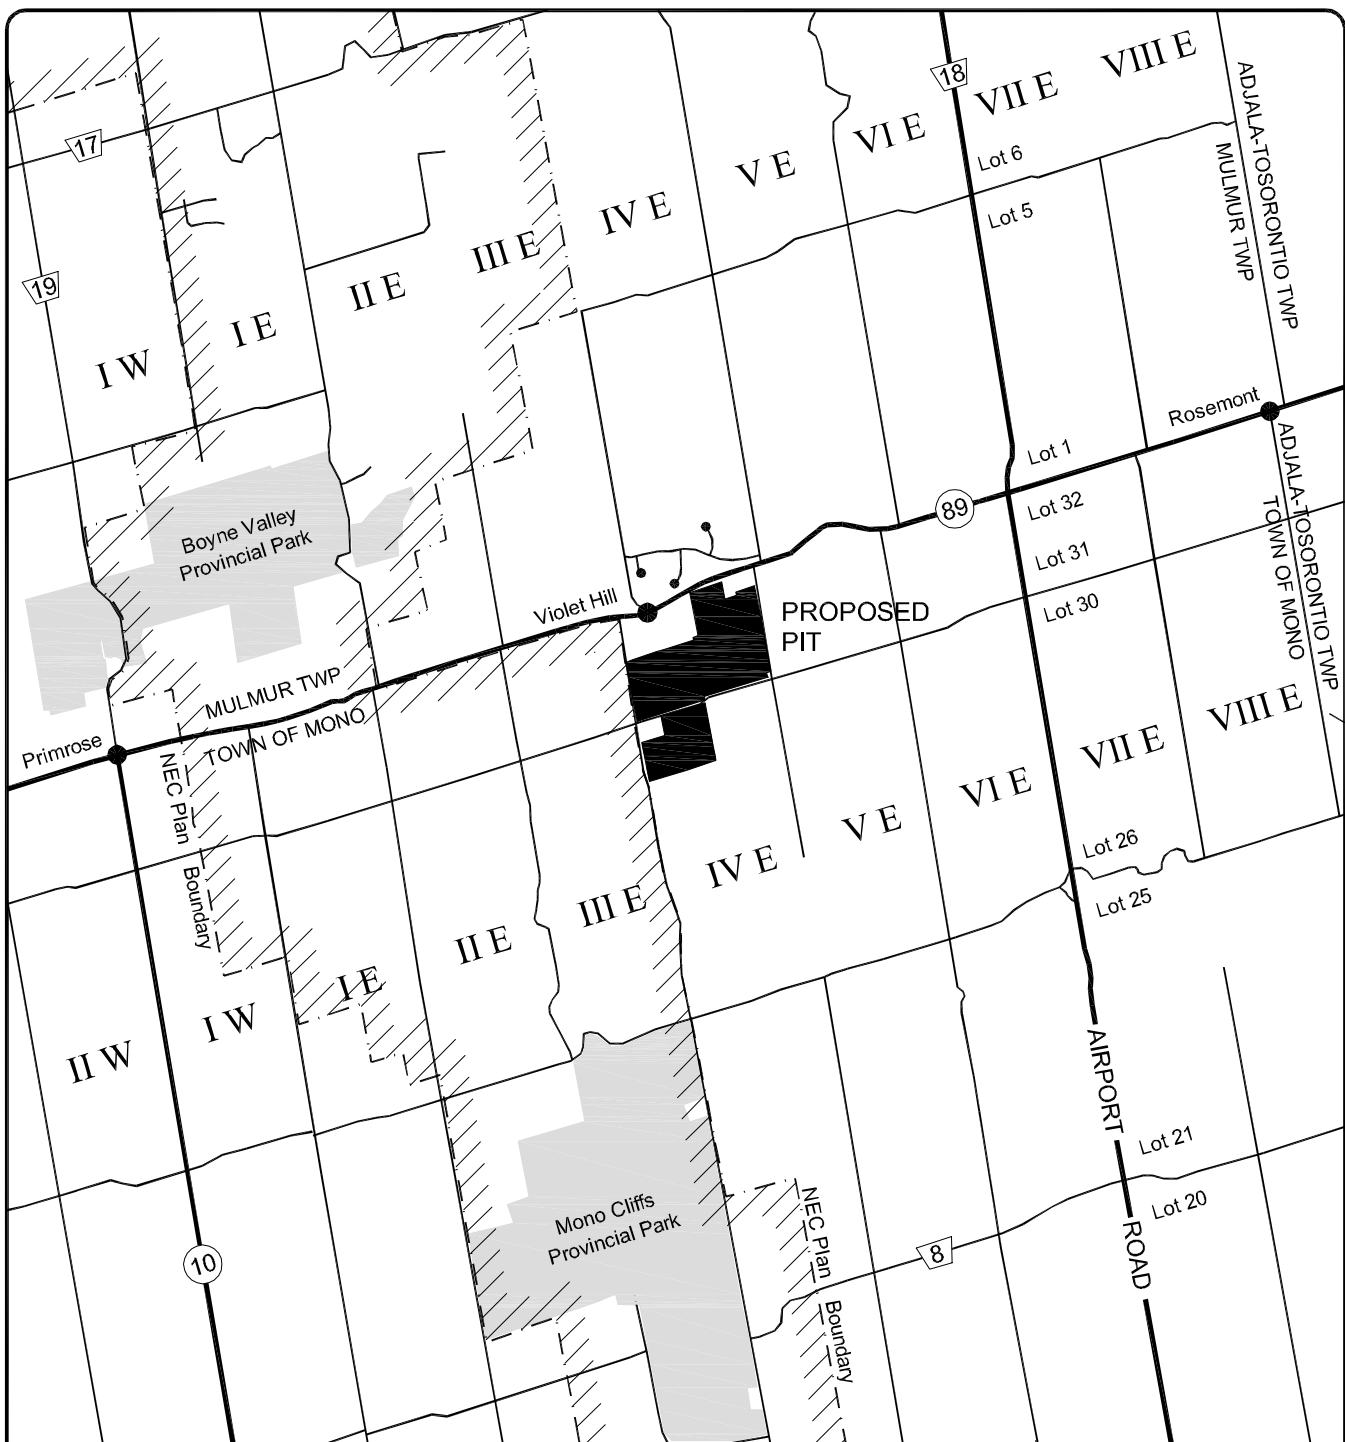 18
VIII E
VII E
VI E
V E
IV E
III E
II E
I E
I W
17
19
Lot 6
Lot 5
ADJALA-TOSORONTIO TWP
MULMUR TWP
Rosemont
Lot 1
Lot 32
89
Lot 31
Lot 30
ADJALA-TOSORONTIO TWP
TOWN OF MONO
Boyne Valley
Provincial Park
Violet Hill
PROPOSED
PIT
MULMUR TWP
TOWN OF MONO
Primrose
NEC Plan Boundary
VIII E
VII E
VI E
V E
IV E
III E
II E
I E
I W
II W
Lot 26
Lot 25
AIRPORT ROAD
Lot 21
Lot 20
Mono Cliffs
Provincial Park
NEC Plan Boundary
8
10